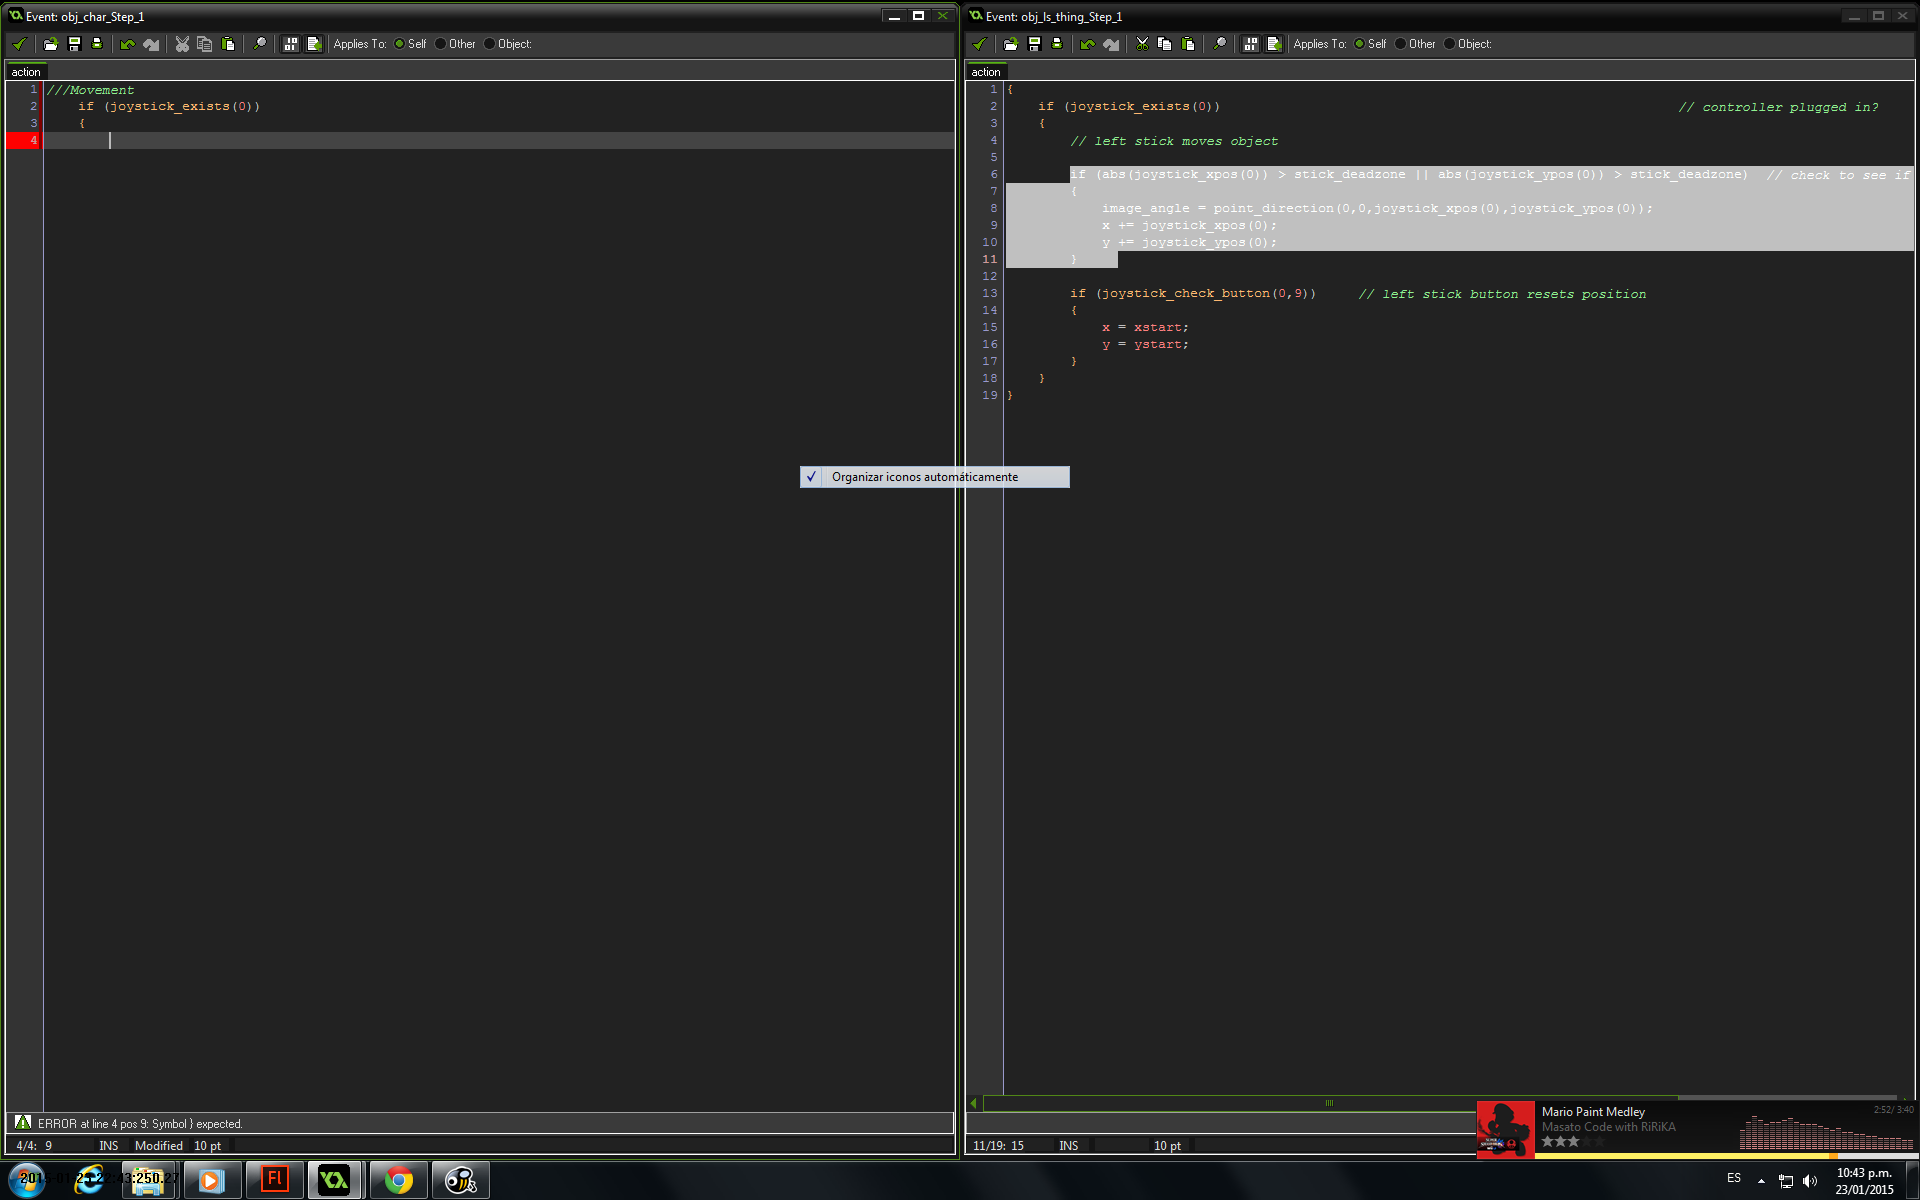 Event: obj_char_Step_1
Applies To: Self Other Object:
action
1 ///Movement
2 if (joystick_exists(0))
3 {
4
ERROR at line 4 pos 9: Symbol } expected.
4/4: 9 INS Modified 10 pt
Event: obj_ls_thing_Step_1
Applies To: Self Other Object:
action
1 {
2 if (joystick_exists(0)) // controller plugged in?
3 {
4 // left stick moves object
5
6 if (abs(joystick_xpos(0)) > stick_deadzone || abs(joystick_ypos(0)) > stick_deadzone) // check to see if
7 {
8 image_angle = point_direction(0,0,joystick_xpos(0),joystick_ypos(0));
9 x += joystick_xpos(0);
10 y += joystick_ypos(0);
11 }
12
13 if (joystick_check_button(0,9)) // left stick button resets position
14 {
15 x = xstart;
16 y = ystart;
17 }
18 }
19 }
11/19: 15 INS 10 pt
Organizar iconos automáticamente
Mario Paint Medley 2:52/ 3:40
Masato Code with RiRiKA
Fl
ES
10:43 p.m.
23/01/2015